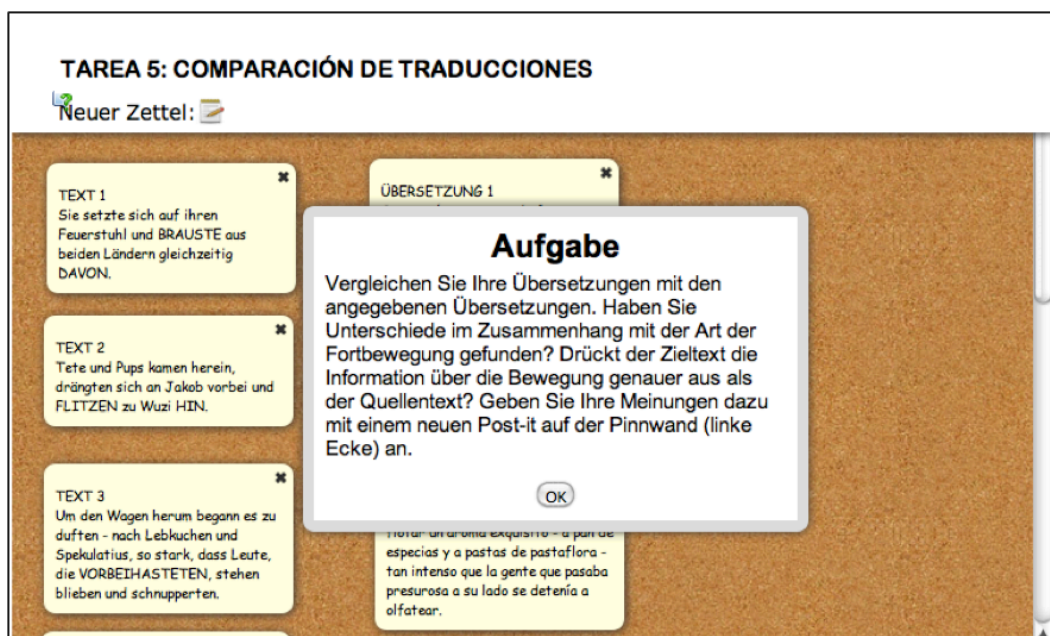 TAREA 5: COMPARACIÓN DE TRADUCCIONES
Neuer Zettel:
TEXT 1
Sie setzte sich auf ihren
Feuerstuhl und BRAUSTE aus
beiden Ländern gleichzeitig
DAVON.
ÜBERSETZUNG 1
Aufgabe
Vergleichen Sie Ihre Übersetzungen mit den
angegebenen Übersetzungen. Haben Sie
Unterschiede im Zusammenhang mit der Art der
Fortbewegung gefunden? Drückt der Zieltext die
Information über die Bewegung genauer aus als
der Quellentext? Geben Sie Ihre Meinungen dazu
mit einem neuen Post-it auf der Pinnwand (linke
Ecke) an.
OK
TEXT 2
Tete und Pups kamen herein,
drängten sich an Jakob vorbei und
FLITZEN zu Wuzi HIN.
TEXT 3
Um den Wagen herum begann es zu
duften - nach Lebkuchen und
Spekulatius, so stark, dass Leute,
die VORBEIHASTETEN, stehen
blieben und schnupperten.
flotar un aroma exquisito - a pan de
especias y a pastas de pastaflora -
tan intenso que la gente que pasaba
presurosa a su lado se detenía a
olfatear.